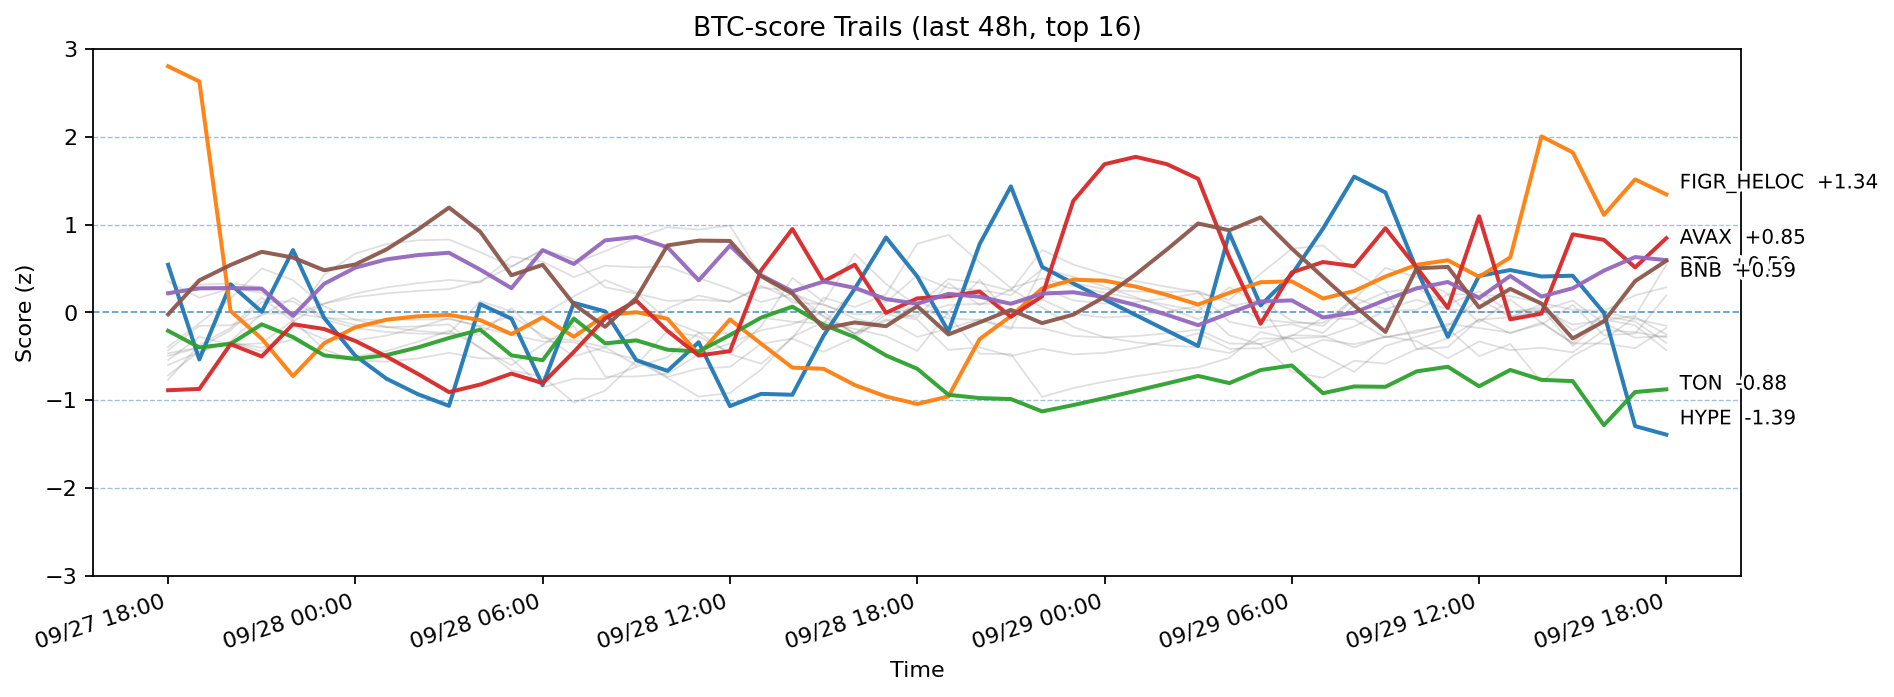 BTC-score Trails (last 48h, top 16)
Score (z)
3
2
1
0
−1
−2
−3
FIGR_HELOC +1.34
AVAX +0.85
BNB +0.59
TON -0.88
HYPE -1.39
09/27 18:00
09/28 00:00
09/28 06:00
09/28 12:00
09/28 18:00
09/29 00:00
09/29 06:00
09/29 12:00
09/29 18:00
Time